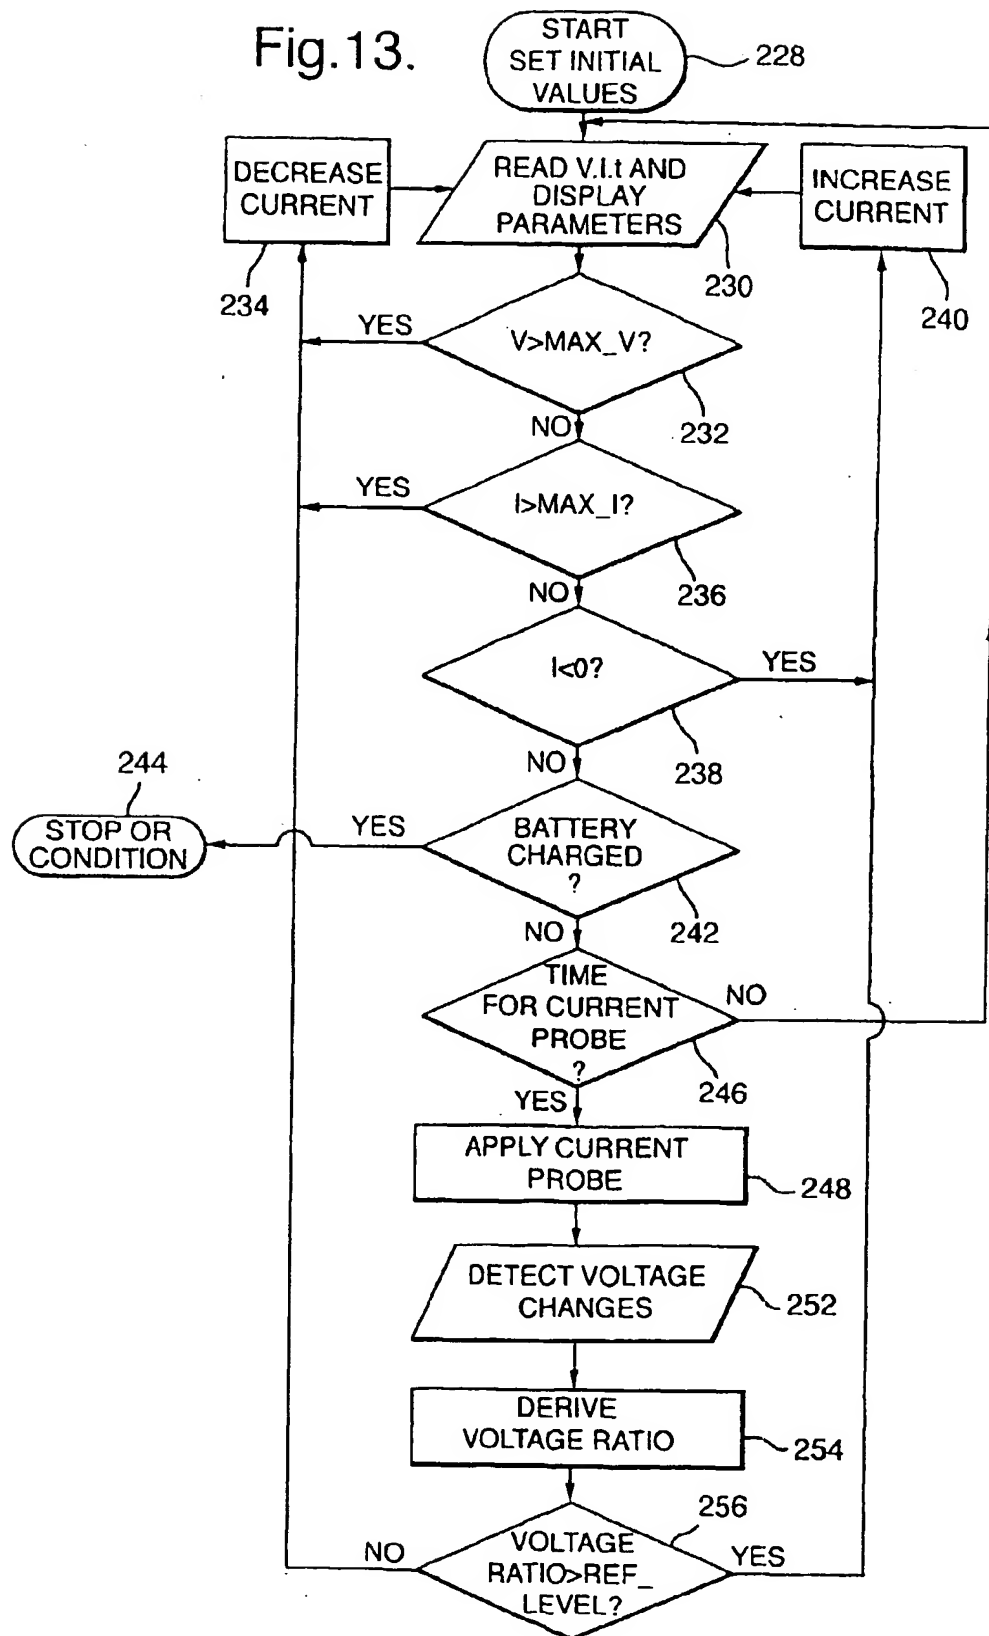 Fig.13.
START
SET INITIAL
VALUES
228
DECREASE
CURRENT
234
READ V.I.t AND
DISPLAY
PARAMETERS
230
INCREASE
CURRENT
240
V>MAX_V?
YES
NO
232
I>MAX_I?
YES
NO
236
I<0?
YES
NO
238
244
STOP OR
CONDITION
YES
BATTERY
CHARGED
?
NO
242
TIME
FOR CURRENT
PROBE
?
NO
YES
246
APPLY CURRENT
PROBE
248
DETECT VOLTAGE
CHANGES
252
DERIVE
VOLTAGE RATIO
254
256
NO
VOLTAGE
RATIO>REF_
LEVEL?
YES